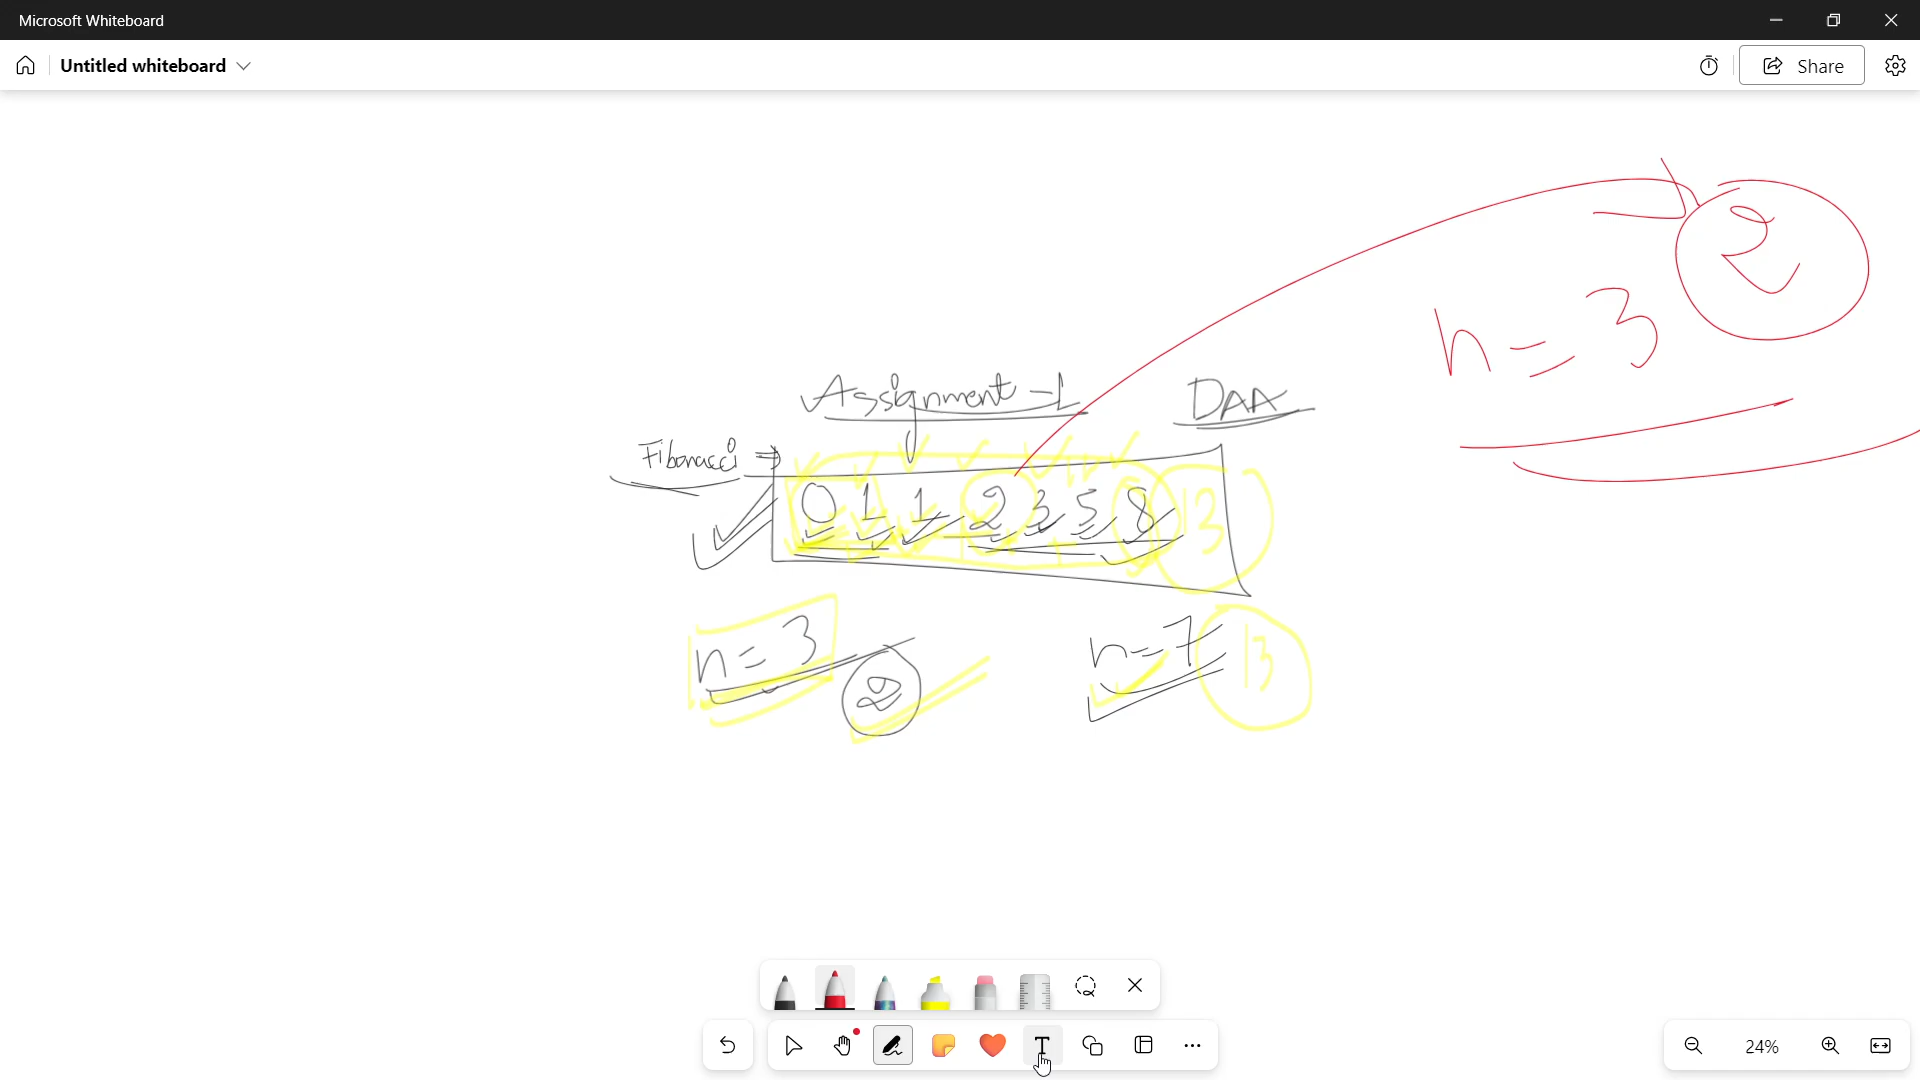 Microsoft Whiteboard
Untitled whiteboard
Share
2
n = 3
Assignment - 1
DAA
Fibonacci ⇒
0 1 1 2 3 5 8 13
n = 3
2
n = 7
13
24%